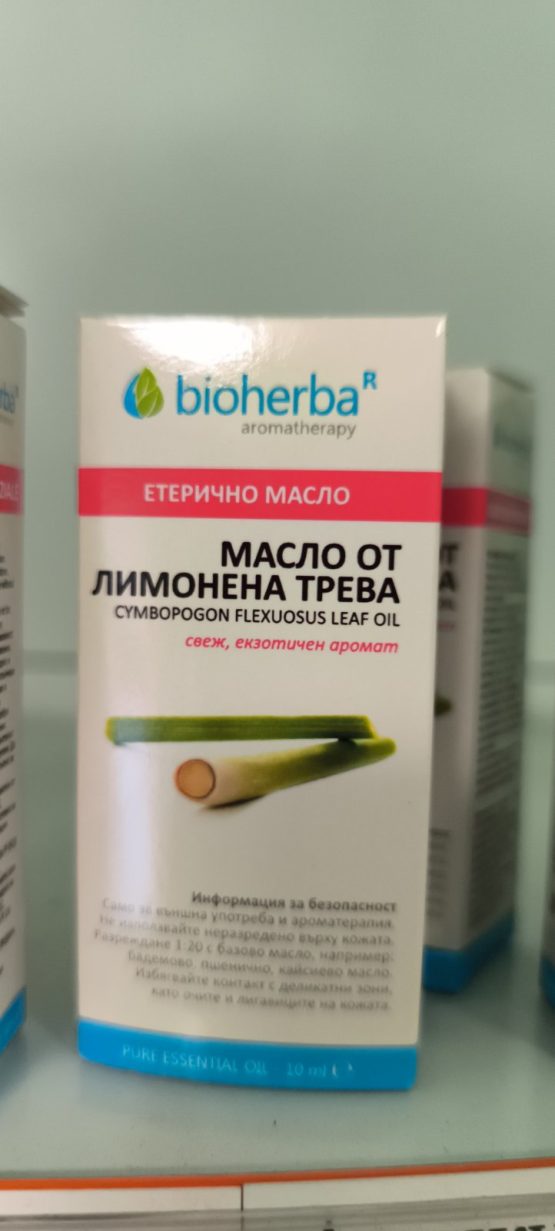 bioherba R
aromatherapy
ЕТЕРИЧНО МАСЛО
МАСЛО ОТ
ЛИМОНЕНА ТРЕВА
CYMBOPOGON FLEXUOSUS LEAF OIL
свеж, екзотичен аромат
Информация за безопасност
Само за външна употреба и ароматерапия.
Не използвайте неразредено върху кожата.
Разреждане 1:20 с базово масло, например:
бадемово, пшенично, кайсиево масло.
Избягвайте контакт с деликатни зони,
като очите и лигавиците на кожата.
PURE ESSENTIAL OIL 10 ml